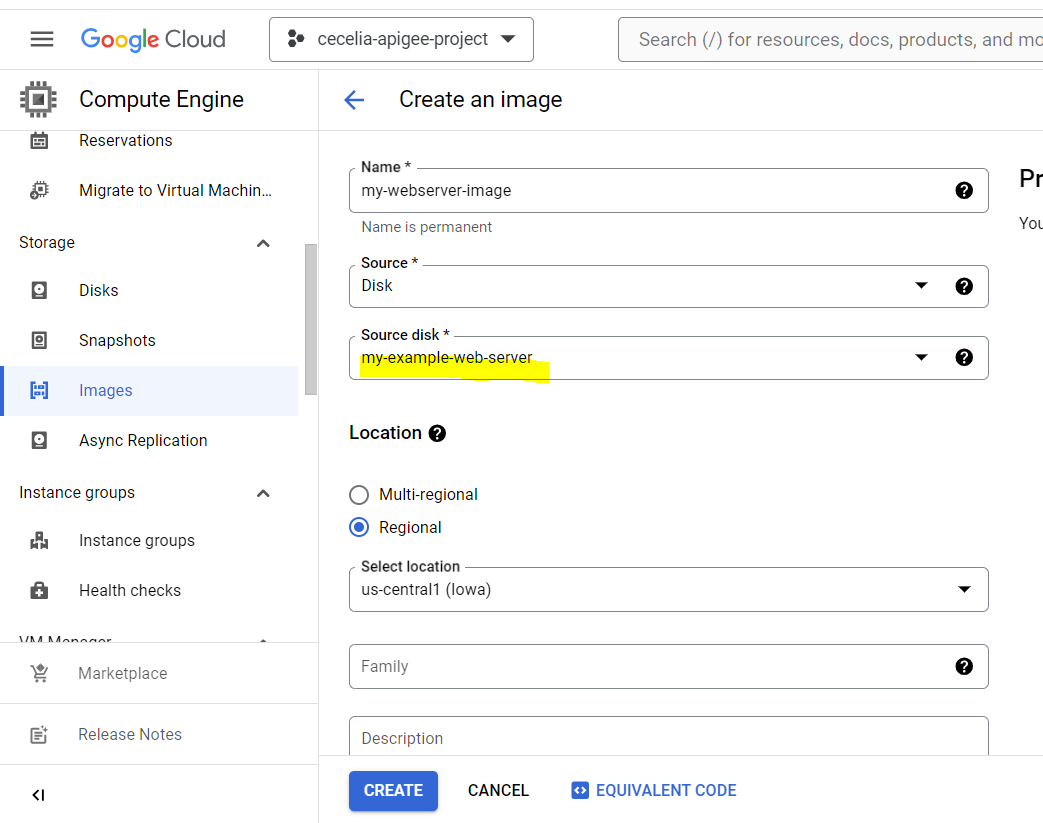 Google Cloud
cecelia-apigee-project
Search (/) for resources, docs, products, and mo
Compute Engine
Reservations
Migrate to Virtual Machin...
Storage
Disks
Snapshots
Images
Async Replication
Instance groups
Instance groups
Health checks
VM Manager
Marketplace
Release Notes
Create an image
Name *
my-webserver-image
Name is permanent
Source *
Disk
Source disk *
my-example-web-server
Location
Multi-regional
Regional
Select location
us-central1 (Iowa)
Family
Description
CREATE
CANCEL
EQUIVALENT CODE
Pr
You